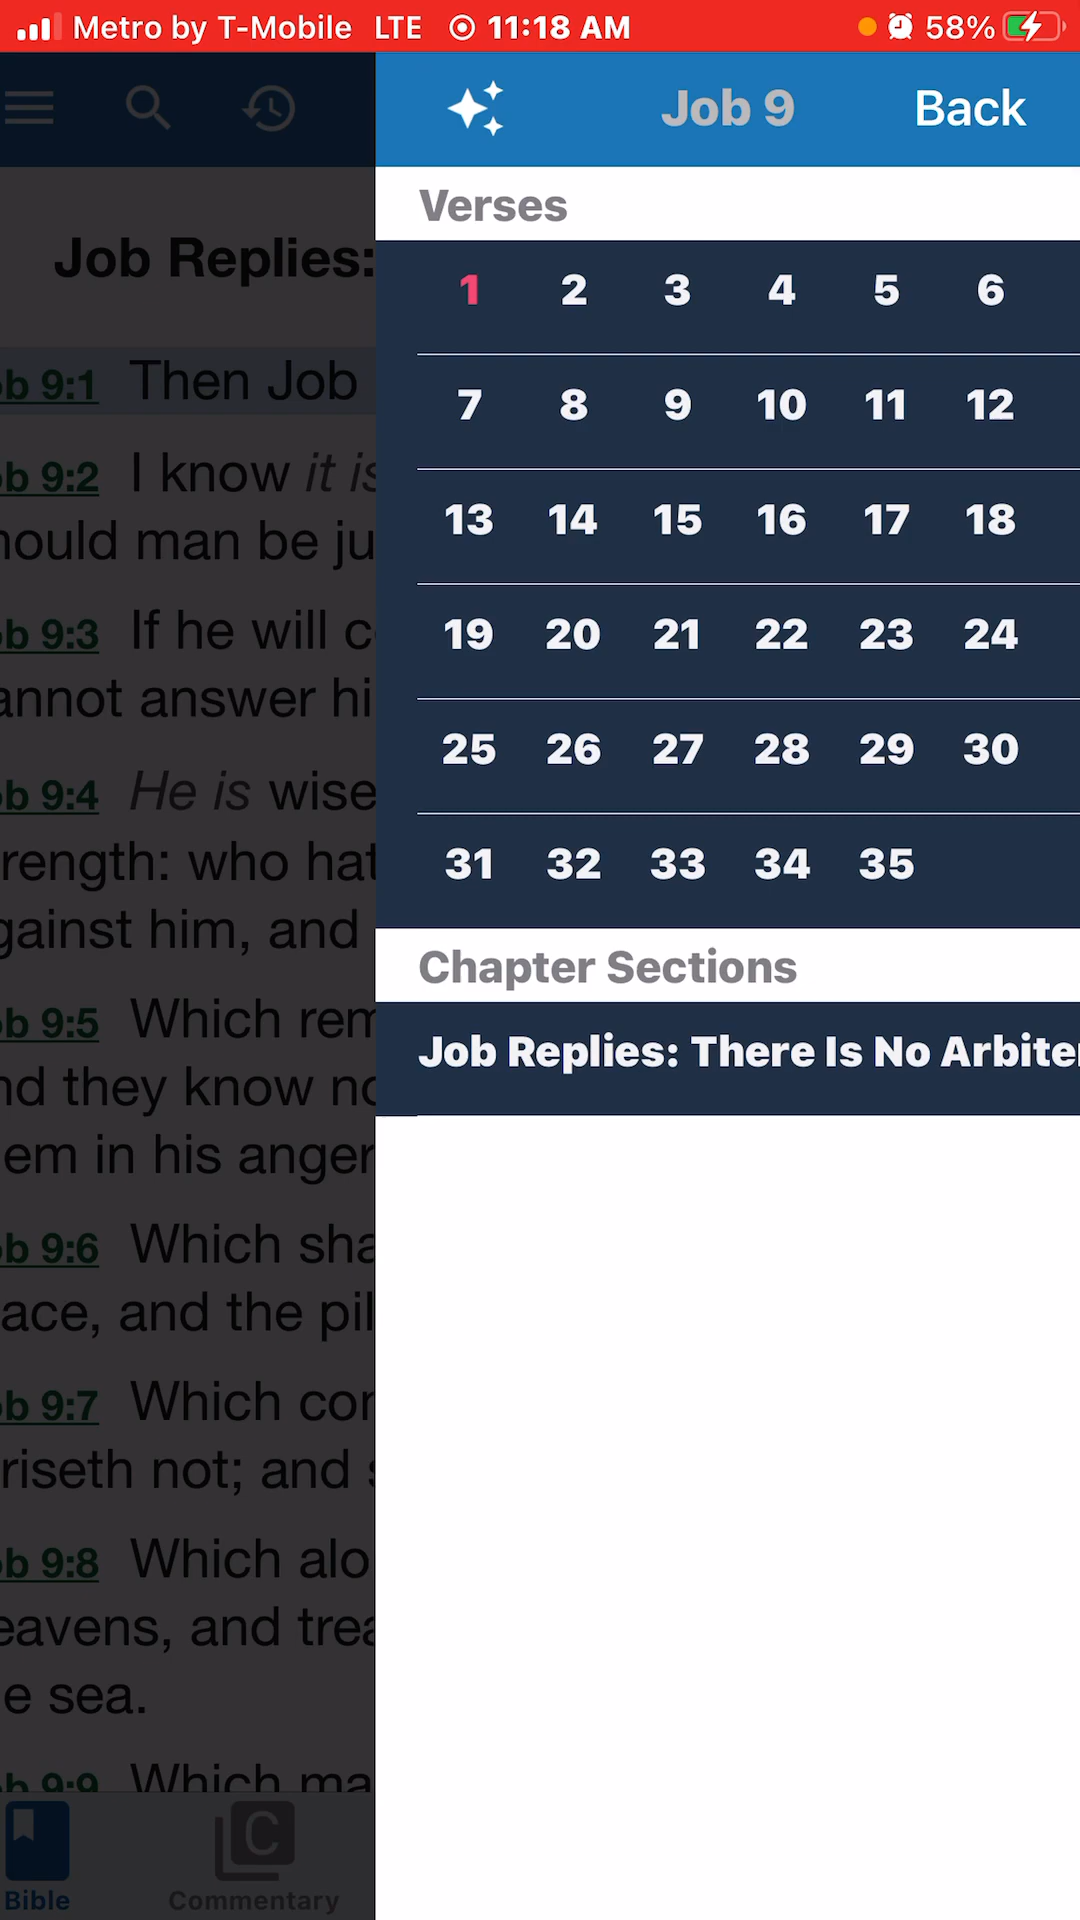 Metro by T-Mobile LTE 11:18 AM 58%
Job 9 Back
Verses
1 2 3 4 5 6
7 8 9 10 11 12
13 14 15 16 17 18
19 20 21 22 23 24
25 26 27 28 29 30
31 32 33 34 35
Chapter Sections
Job Replies: There Is No Arbiter
Job Replies:
b 9:1 Then Job
b 9:2 I know it is
hould man be ju
b 9:3 If he will c
annot answer hi
b 9:4 He is wise
rength: who hat
gainst him, and
b 9:5 Which rem
nd they know no
em in his anger
b 9:6 Which sha
ace, and the pil
b 9:7 Which com
riseth not; and s
b 9:8 Which alo
eavens, and trea
e sea.
b 9:9 Which ma
Bible
C
Commentary